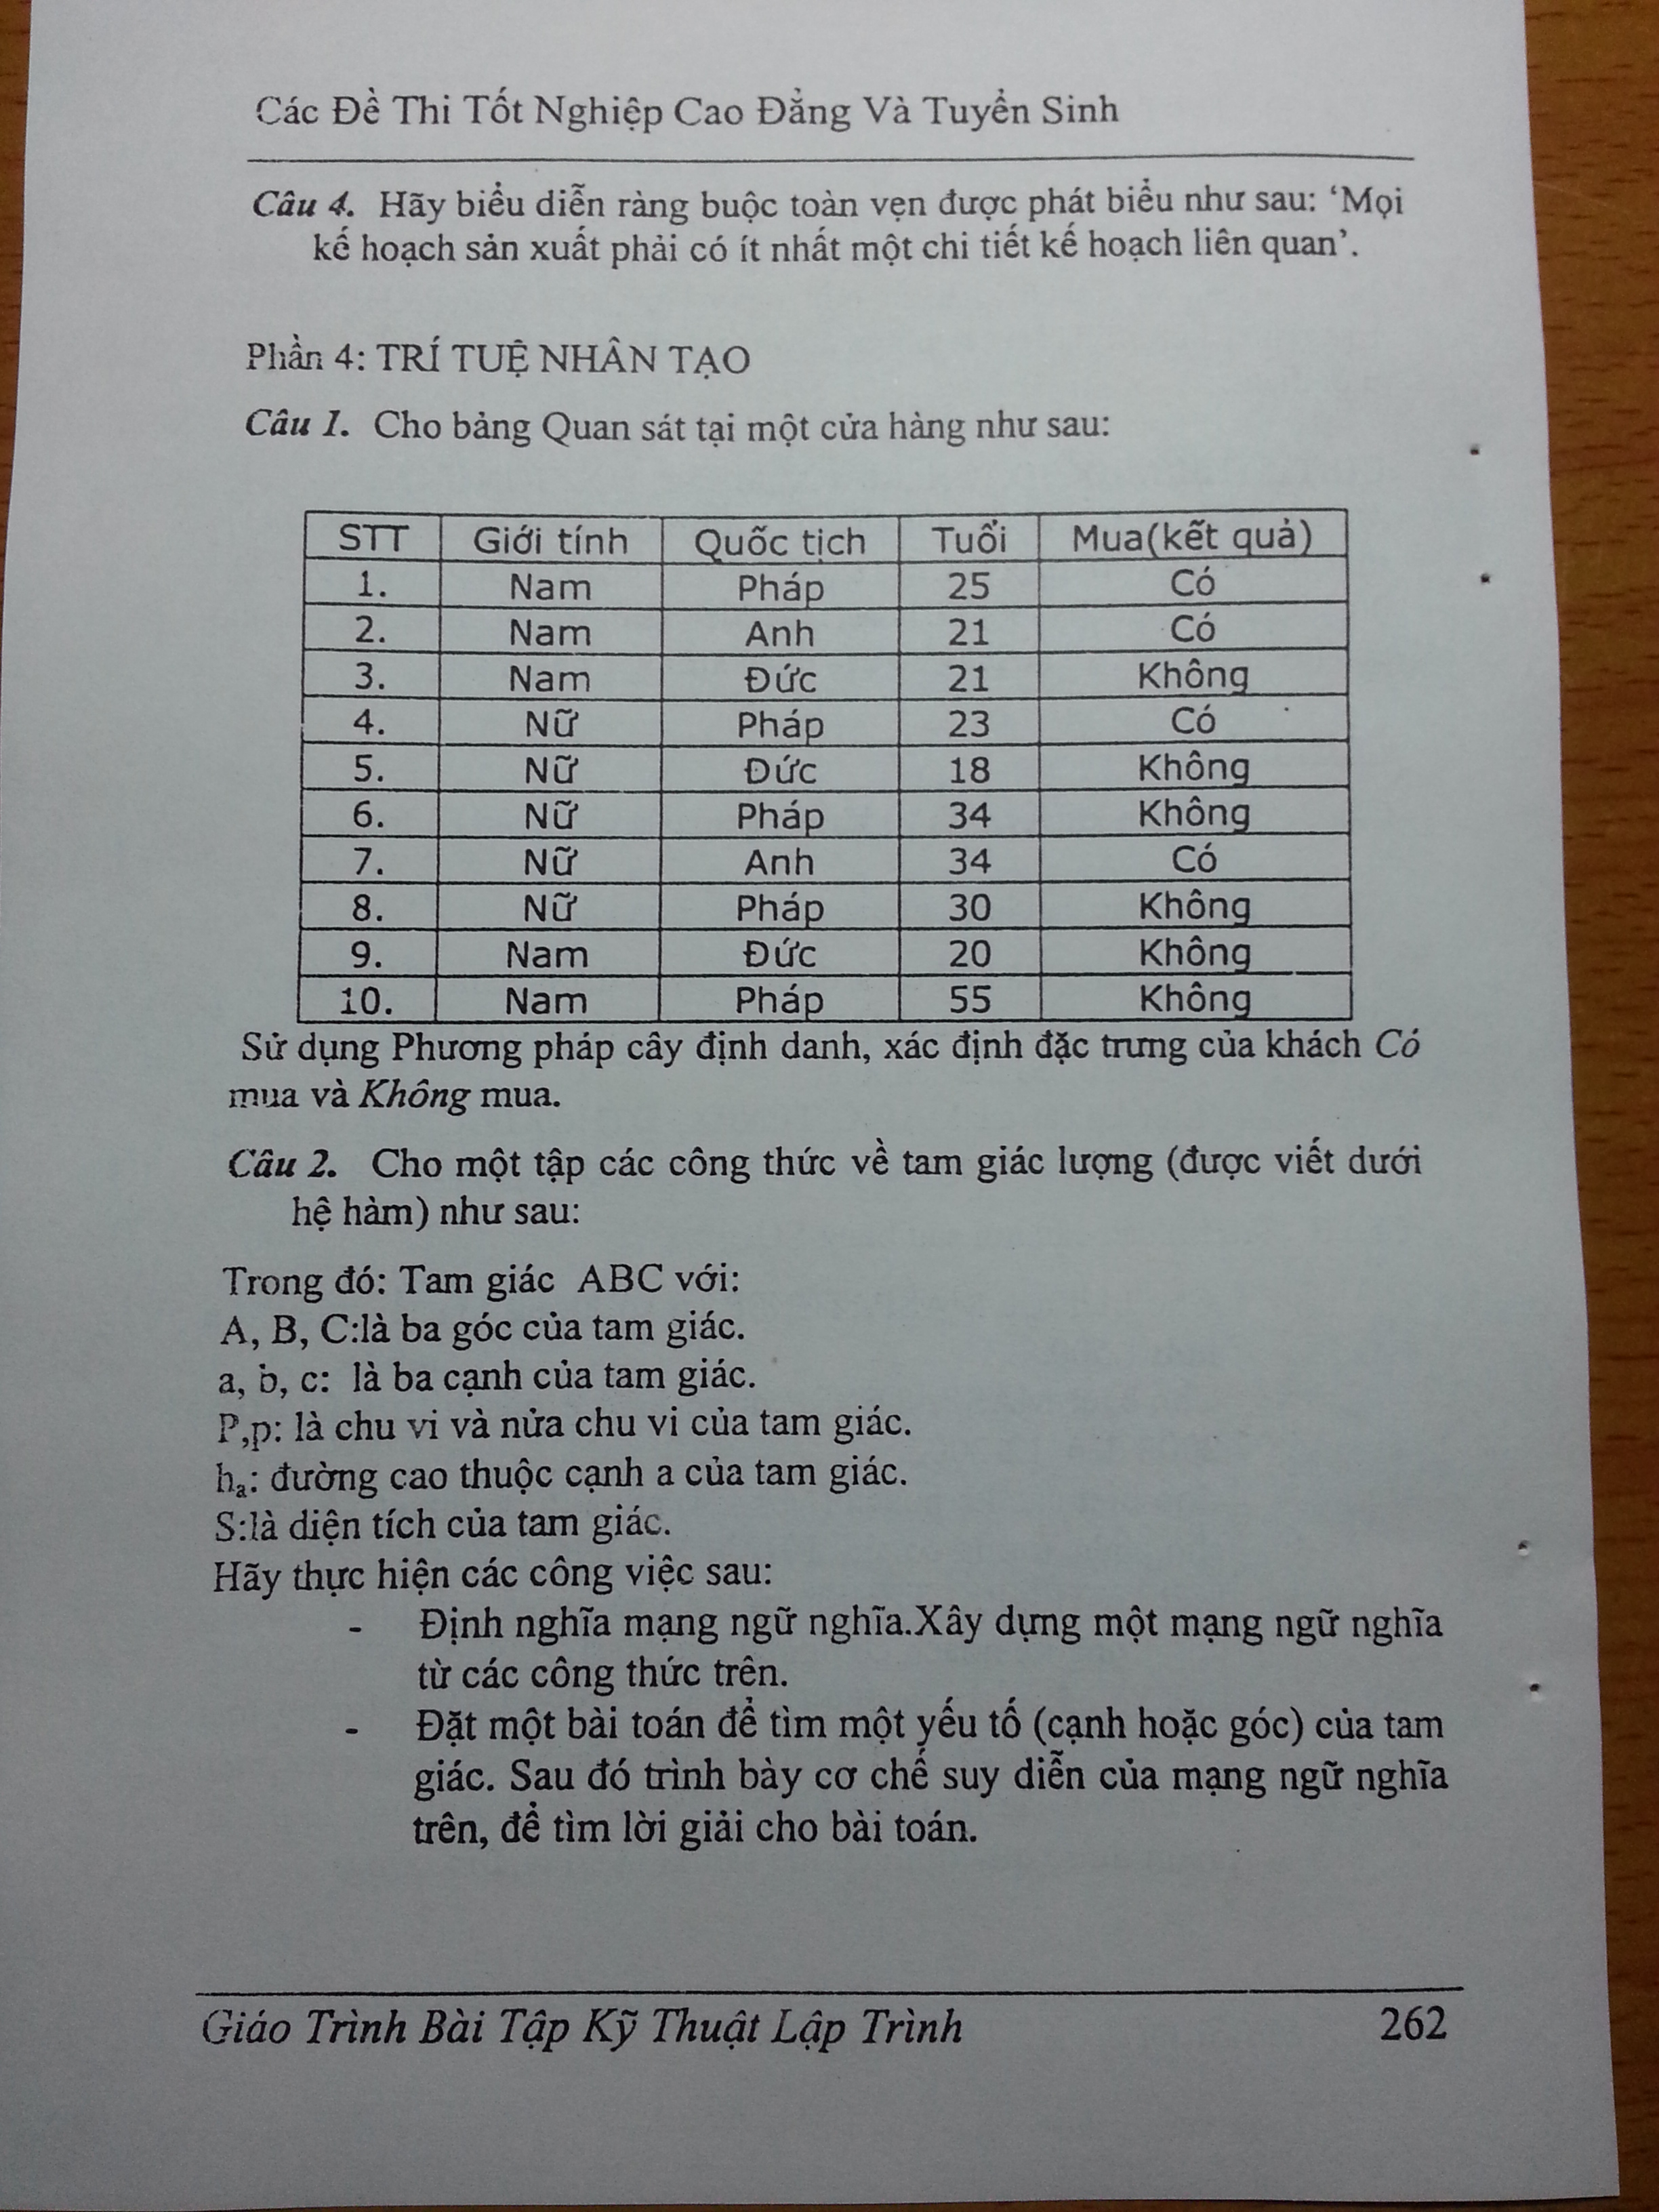 Các Đề Thi Tốt Nghiệp Cao Đẳng Và Tuyển Sinh
Câu 4. Hãy biểu diễn ràng buộc toàn vẹn được phát biểu như sau: ‘Mọi
kế hoạch sản xuất phải có ít nhất một chi tiết kế hoạch liên quan’.
Phần 4: TRÍ TUỆ NHÂN TẠO
Câu 1. Cho bảng Quan sát tại một cửa hàng như sau:
STT Giới tính Quốc tịch Tuổi Mua(kết quả)
1. Nam Pháp 25 Có
2. Nam Anh 21 Có
3. Nam Đức 21 Không
4. Nữ Pháp 23 Có
5. Nữ Đức 18 Không
6. Nữ Pháp 34 Không
7. Nữ Anh 34 Có
8. Nữ Pháp 30 Không
9. Nam Đức 20 Không
10. Nam Pháp 55 Không
Sử dụng Phương pháp cây định danh, xác định đặc trưng của khách Có
mua và Không mua.
Câu 2. Cho một tập các công thức về tam giác lượng (được viết dưới
hệ hàm) như sau:
Trong đó: Tam giác ABC với:
A, B, C:là ba góc của tam giác.
a, b, c: là ba cạnh của tam giác.
P,p: là chu vi và nửa chu vi của tam giác.
hₐ: đường cao thuộc cạnh a của tam giác.
S:là diện tích của tam giác.
Hãy thực hiện các công việc sau:
- Định nghĩa mạng ngữ nghĩa.Xây dựng một mạng ngữ nghĩa
từ các công thức trên.
- Đặt một bài toán để tìm một yếu tố (cạnh hoặc góc) của tam
giác. Sau đó trình bày cơ chế suy diễn của mạng ngữ nghĩa
trên, để tìm lời giải cho bài toán.
Giáo Trình Bài Tập Kỹ Thuật Lập Trình 262